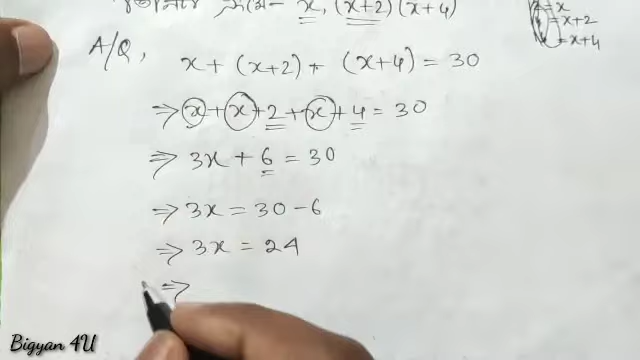 x, (x+2) (x+4)
= x
= x+2
= x+4
A/Q, x + (x+2) + (x+4) = 30
⇒ x + x + 2 + x + 4 = 30
⇒ 3x + 6 = 30
⇒ 3x = 30 - 6
⇒ 3x = 24
⇒
Bigyan 4U